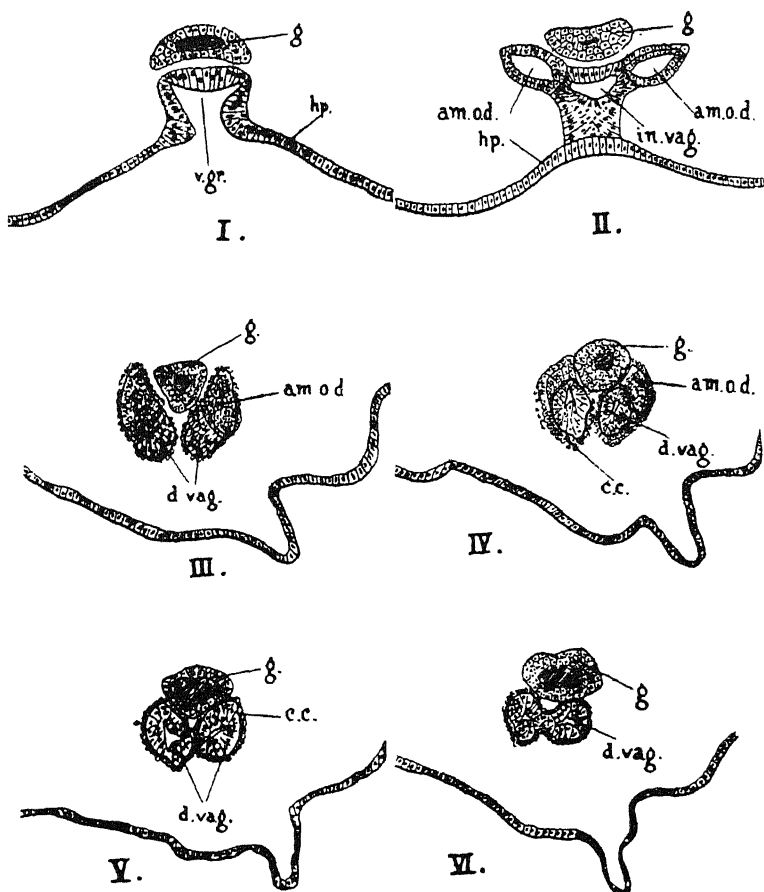 g
hp.
v.gr.
I.
g
am.o.d.
am.o.d.
in.vag.
hp.
II.
g.
am o d
d vag.
III.
g.
am.o.d.
d.vag.
c.c.
IV.
g.
c.c.
d.vag.
V.
g
d.vag.
VI.